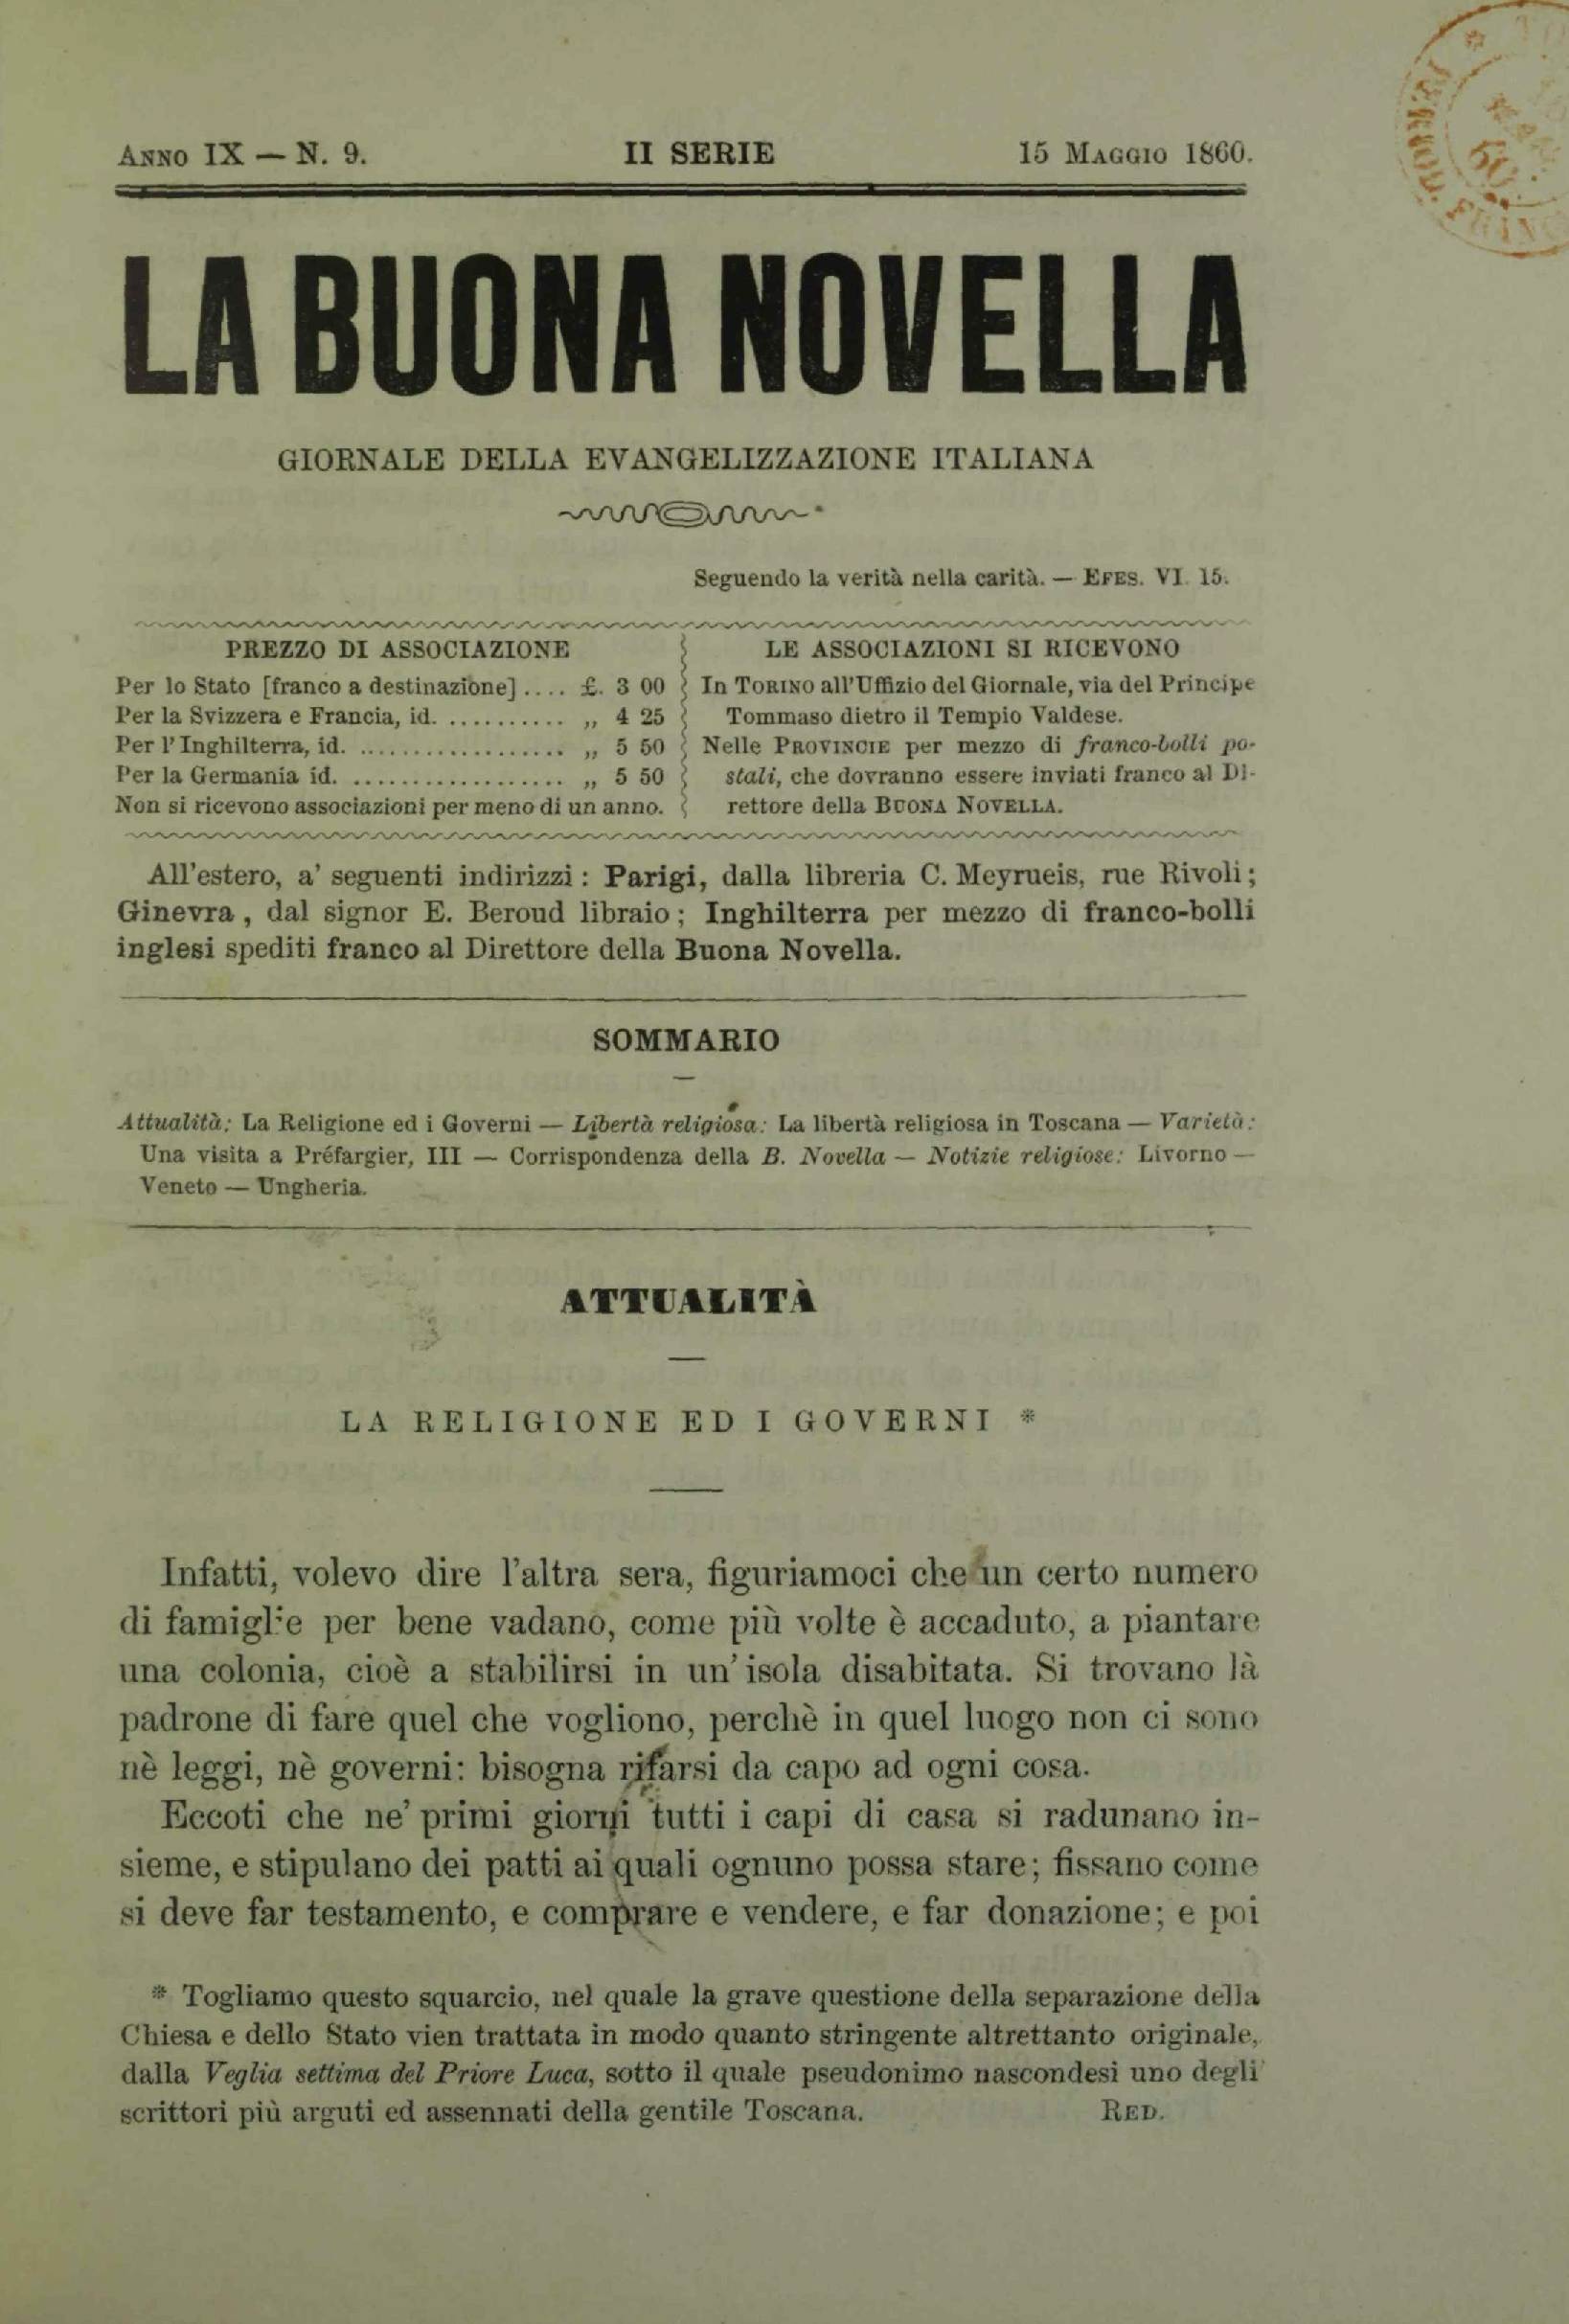 ANNO IX — N. 9.
II SERIE
15 MAGGIO 1860.
LA BUONA NOVELLA
GIORNALE DELLA EVANGELIZZAZIONE ITALIANA
Seguendo la verità nella carità. — EFES. VI. 15.
PREZZO DI ASSOCIAZIONE
Per lo Stato [franco a destinazione] .... £. 3 00
Per la Svizzera e Francia, id. ........... „ 4 25
Per l'Inghilterra, id. .................. „ 5 50
Per la Germania id. .................. „ 5 50
Non si ricevono associazioni per meno di un anno.
LE ASSOCIAZIONI SI RICEVONO
In TORINO all'Uffizio del Giornale, via del Principe
Tommaso dietro il Tempio Valdese.
Nelle PROVINCIE per mezzo di franco-bolli po-
stali, che dovranno essere inviati franco al Di-
rettore della BUONA NOVELLA.
All'estero, a' seguenti indirizzi : Parigi, dalla libreria C. Meyrueis, rue Rivoli;
Ginevra, dal signor E. Beroud libraio; Inghilterra per mezzo di franco-bolli
inglesi spediti franco al Direttore della Buona Novella.
SOMMARIO
Attualità: La Religione ed i Governi — Libertà religiosa: La libertà religiosa in Toscana — Varietà:
Una visita a Préfargier, III — Corrispondenza della B. Novella — Notizie religiose: Livorno —
Veneto — Ungheria.
ATTUALITÀ
LA RELIGIONE ED I GOVERNI *
Infatti, volevo dire l'altra sera, figuriamoci che un certo numero
di famiglie per bene vadano, come più volte è accaduto, a piantare
una colonia, cioè a stabilirsi in un'isola disabitata. Si trovano là
padrone di fare quel che vogliono, perchè in quel luogo non ci sono
nè leggi, nè governi: bisogna rifarsi da capo ad ogni cosa.
Eccoti che ne' primi giorni tutti i capi di casa si radunano in-
sieme, e stipulano dei patti ai quali ognuno possa stare; fissano come
si deve far testamento, e comprare e vendere, e far donazione; e poi
* Togliamo questo squarcio, nel quale la grave questione della separazione della
Chiesa e dello Stato vien trattata in modo quanto stringente altrettanto originale,
dalla Veglia settima del Priore Luca, sotto il quale pseudonimo nascondesi uno degli
scrittori più arguti ed assennati della gentile Toscana. RED.